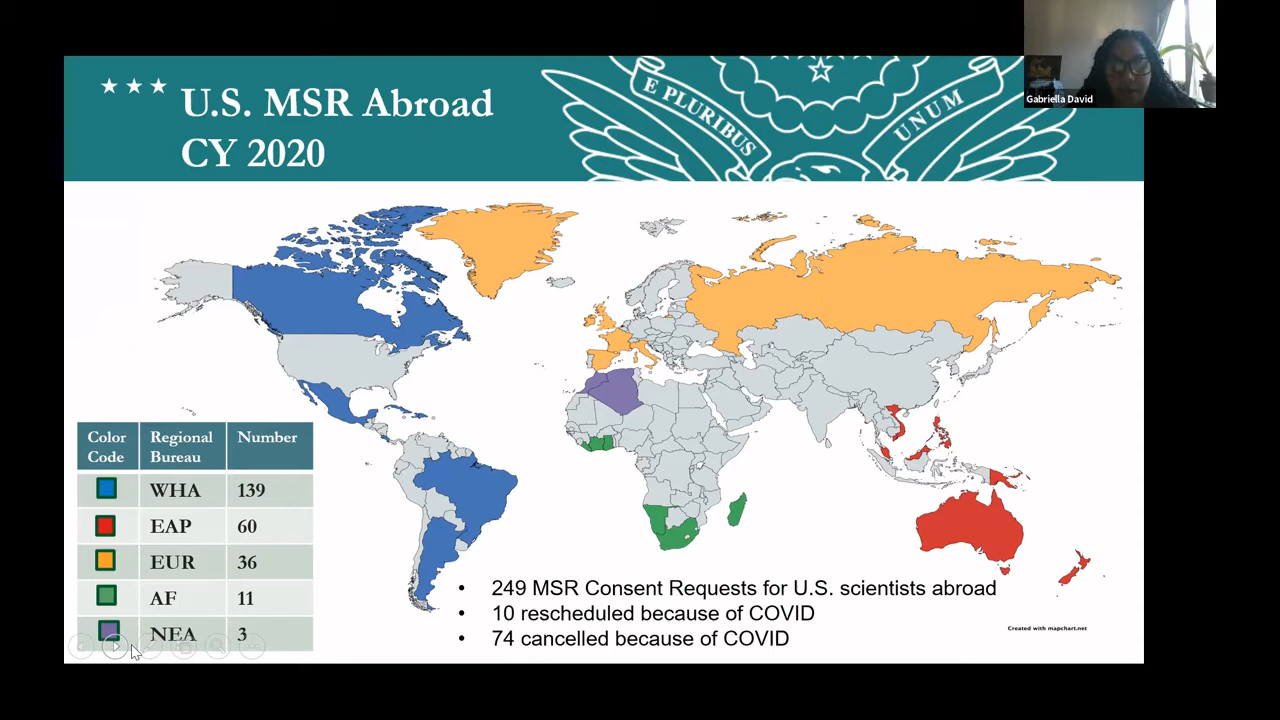 Gabriella David
E PLURIBUS
UNUM
U.S. MSR Abroad
CY 2020
Color Code
Regional Bureau
Number
WHA 139
EAP 60
EUR 36
AF 11
NEA 3
• 249 MSR Consent Requests for U.S. scientists abroad
• 10 rescheduled because of COVID
• 74 cancelled because of COVID
Created with mapchart.net